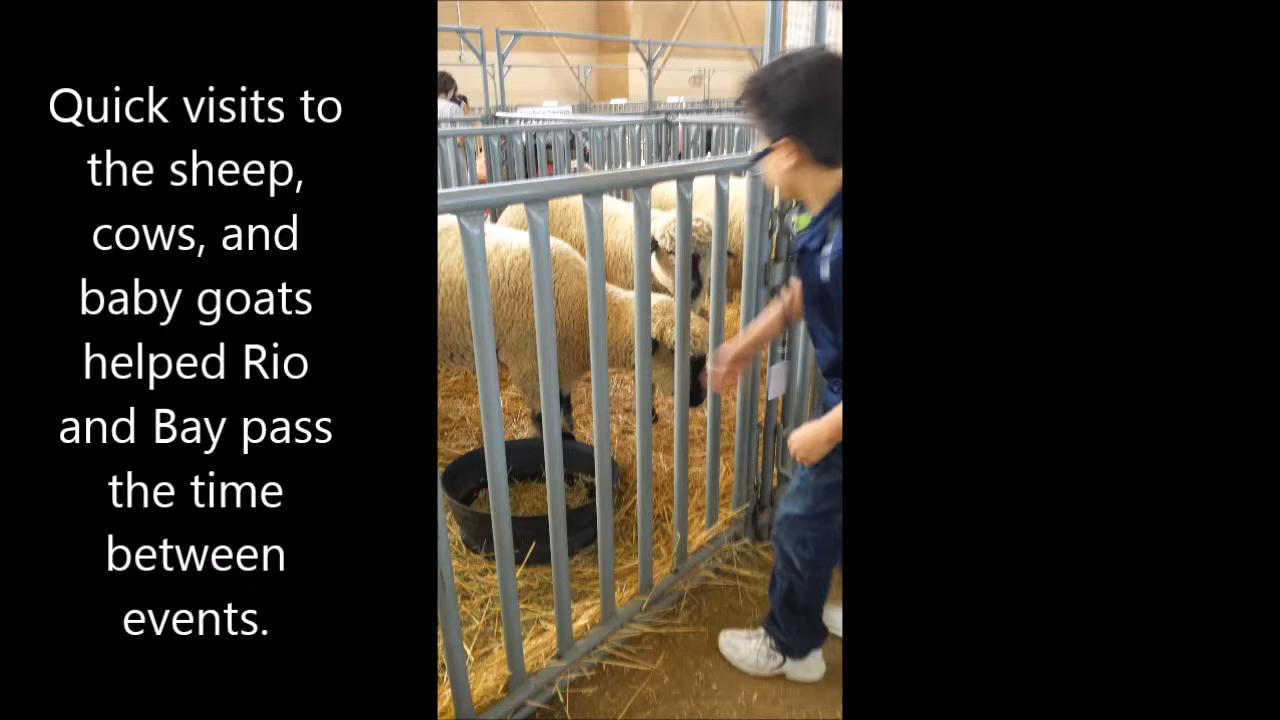 Quick visits to
the sheep,
cows, and
baby goats
helped Rio
and Bay pass
the time
between
events.